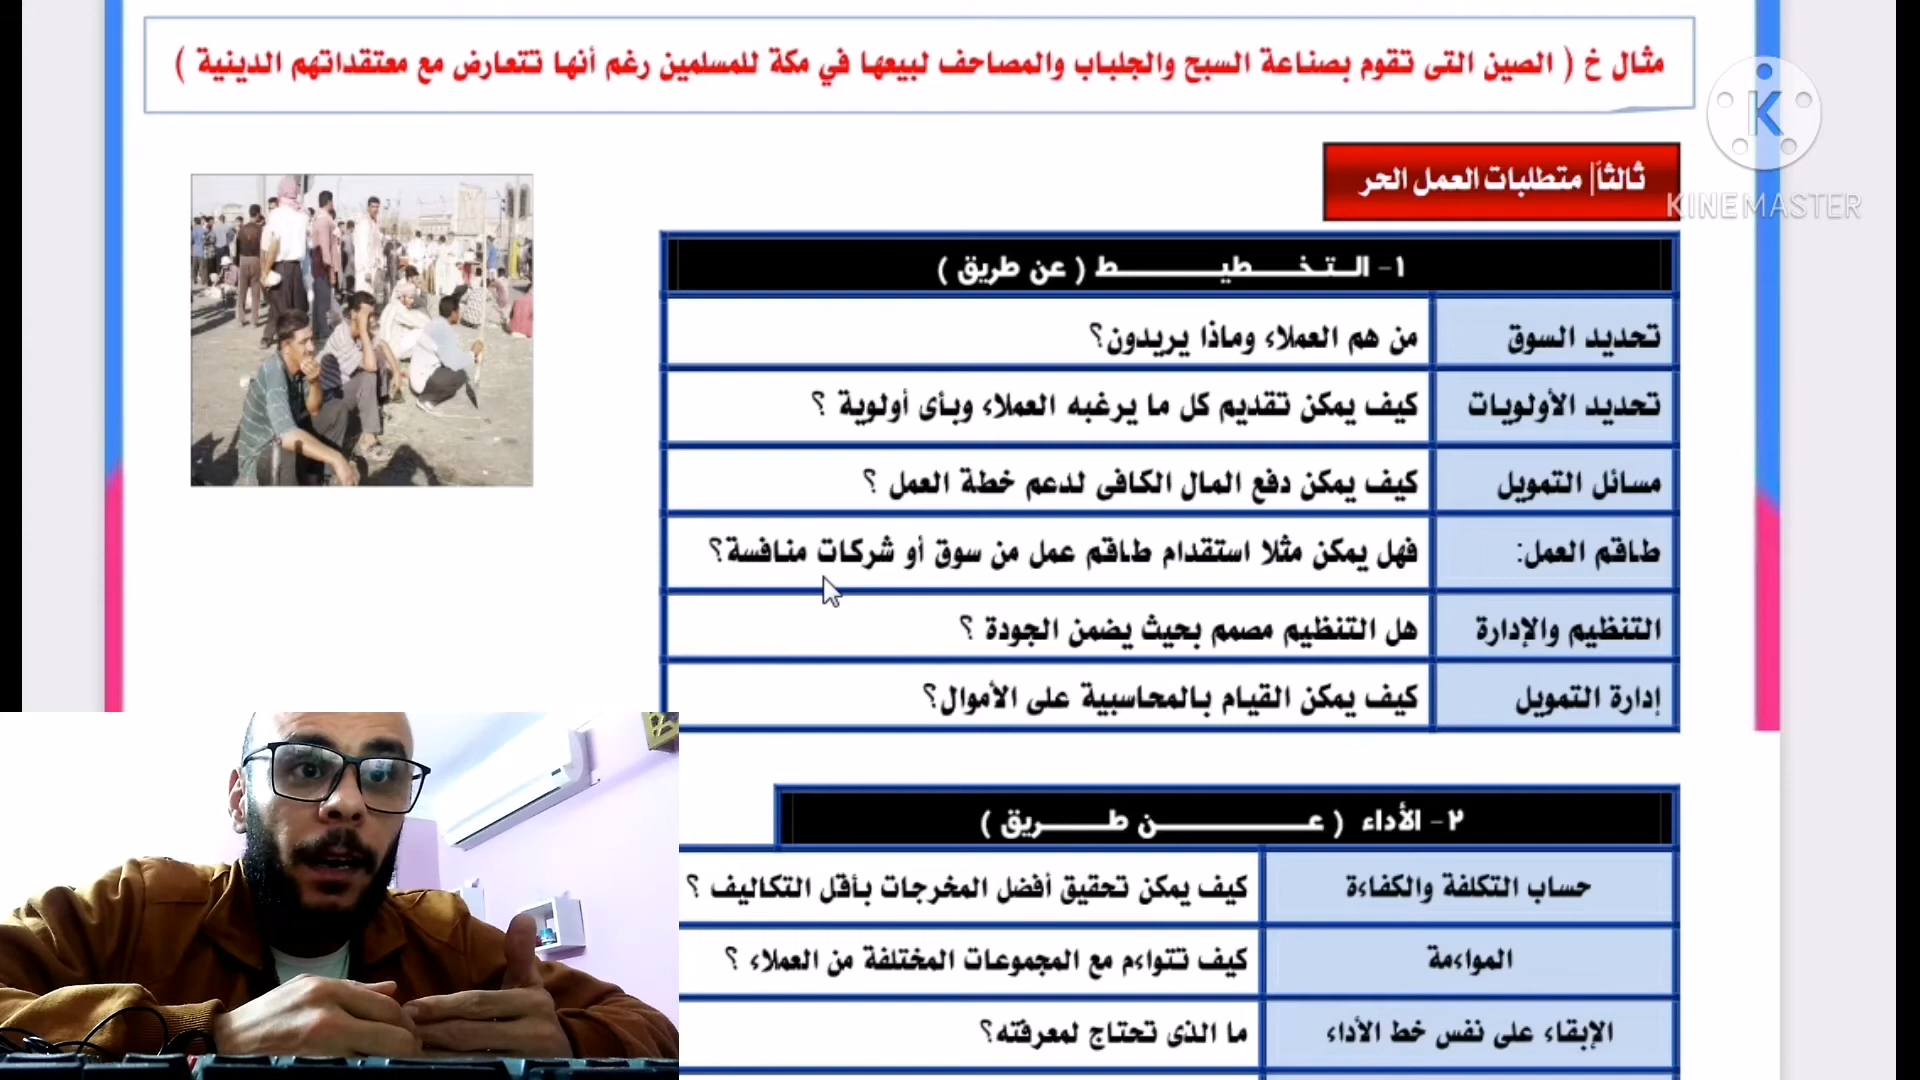 مثال خ ( الصين التى تقوم بصناعة السبح والجلباب والمصاحف لبيعها في مكة للمسلمين رغم أنها تتعارض مع معتقداتهم الدينية )
K
KINEMASTER
ثالثاً| متطلبات العمل الحر
١- التخطيط ( عن طريق )
تحديد السوق من هم العملاء وماذا يريدون؟
تحديد الأولويات كيف يمكن تقديم كل ما يرغبه العملاء وبأى أولوية ؟
مسائل التمويل كيف يمكن دفع المال الكافى لدعم خطة العمل ؟
طاقم العمل: فهل يمكن مثلا استقدام طاقم عمل من سوق أو شركات منافسة؟
التنظيم والإدارة هل التنظيم مصمم بحيث يضمن الجودة ؟
إدارة التمويل كيف يمكن القيام بالمحاسبية على الأموال؟
٢- الأداء ( عن طريق )
حساب التكلفة والكفاءة كيف يمكن تحقيق أفضل المخرجات بأقل التكاليف ؟
المواءمة كيف تتواءم مع المجموعات المختلفة من العملاء ؟
الإبقاء على نفس خط الأداء ما الذى تحتاج لمعرفته؟